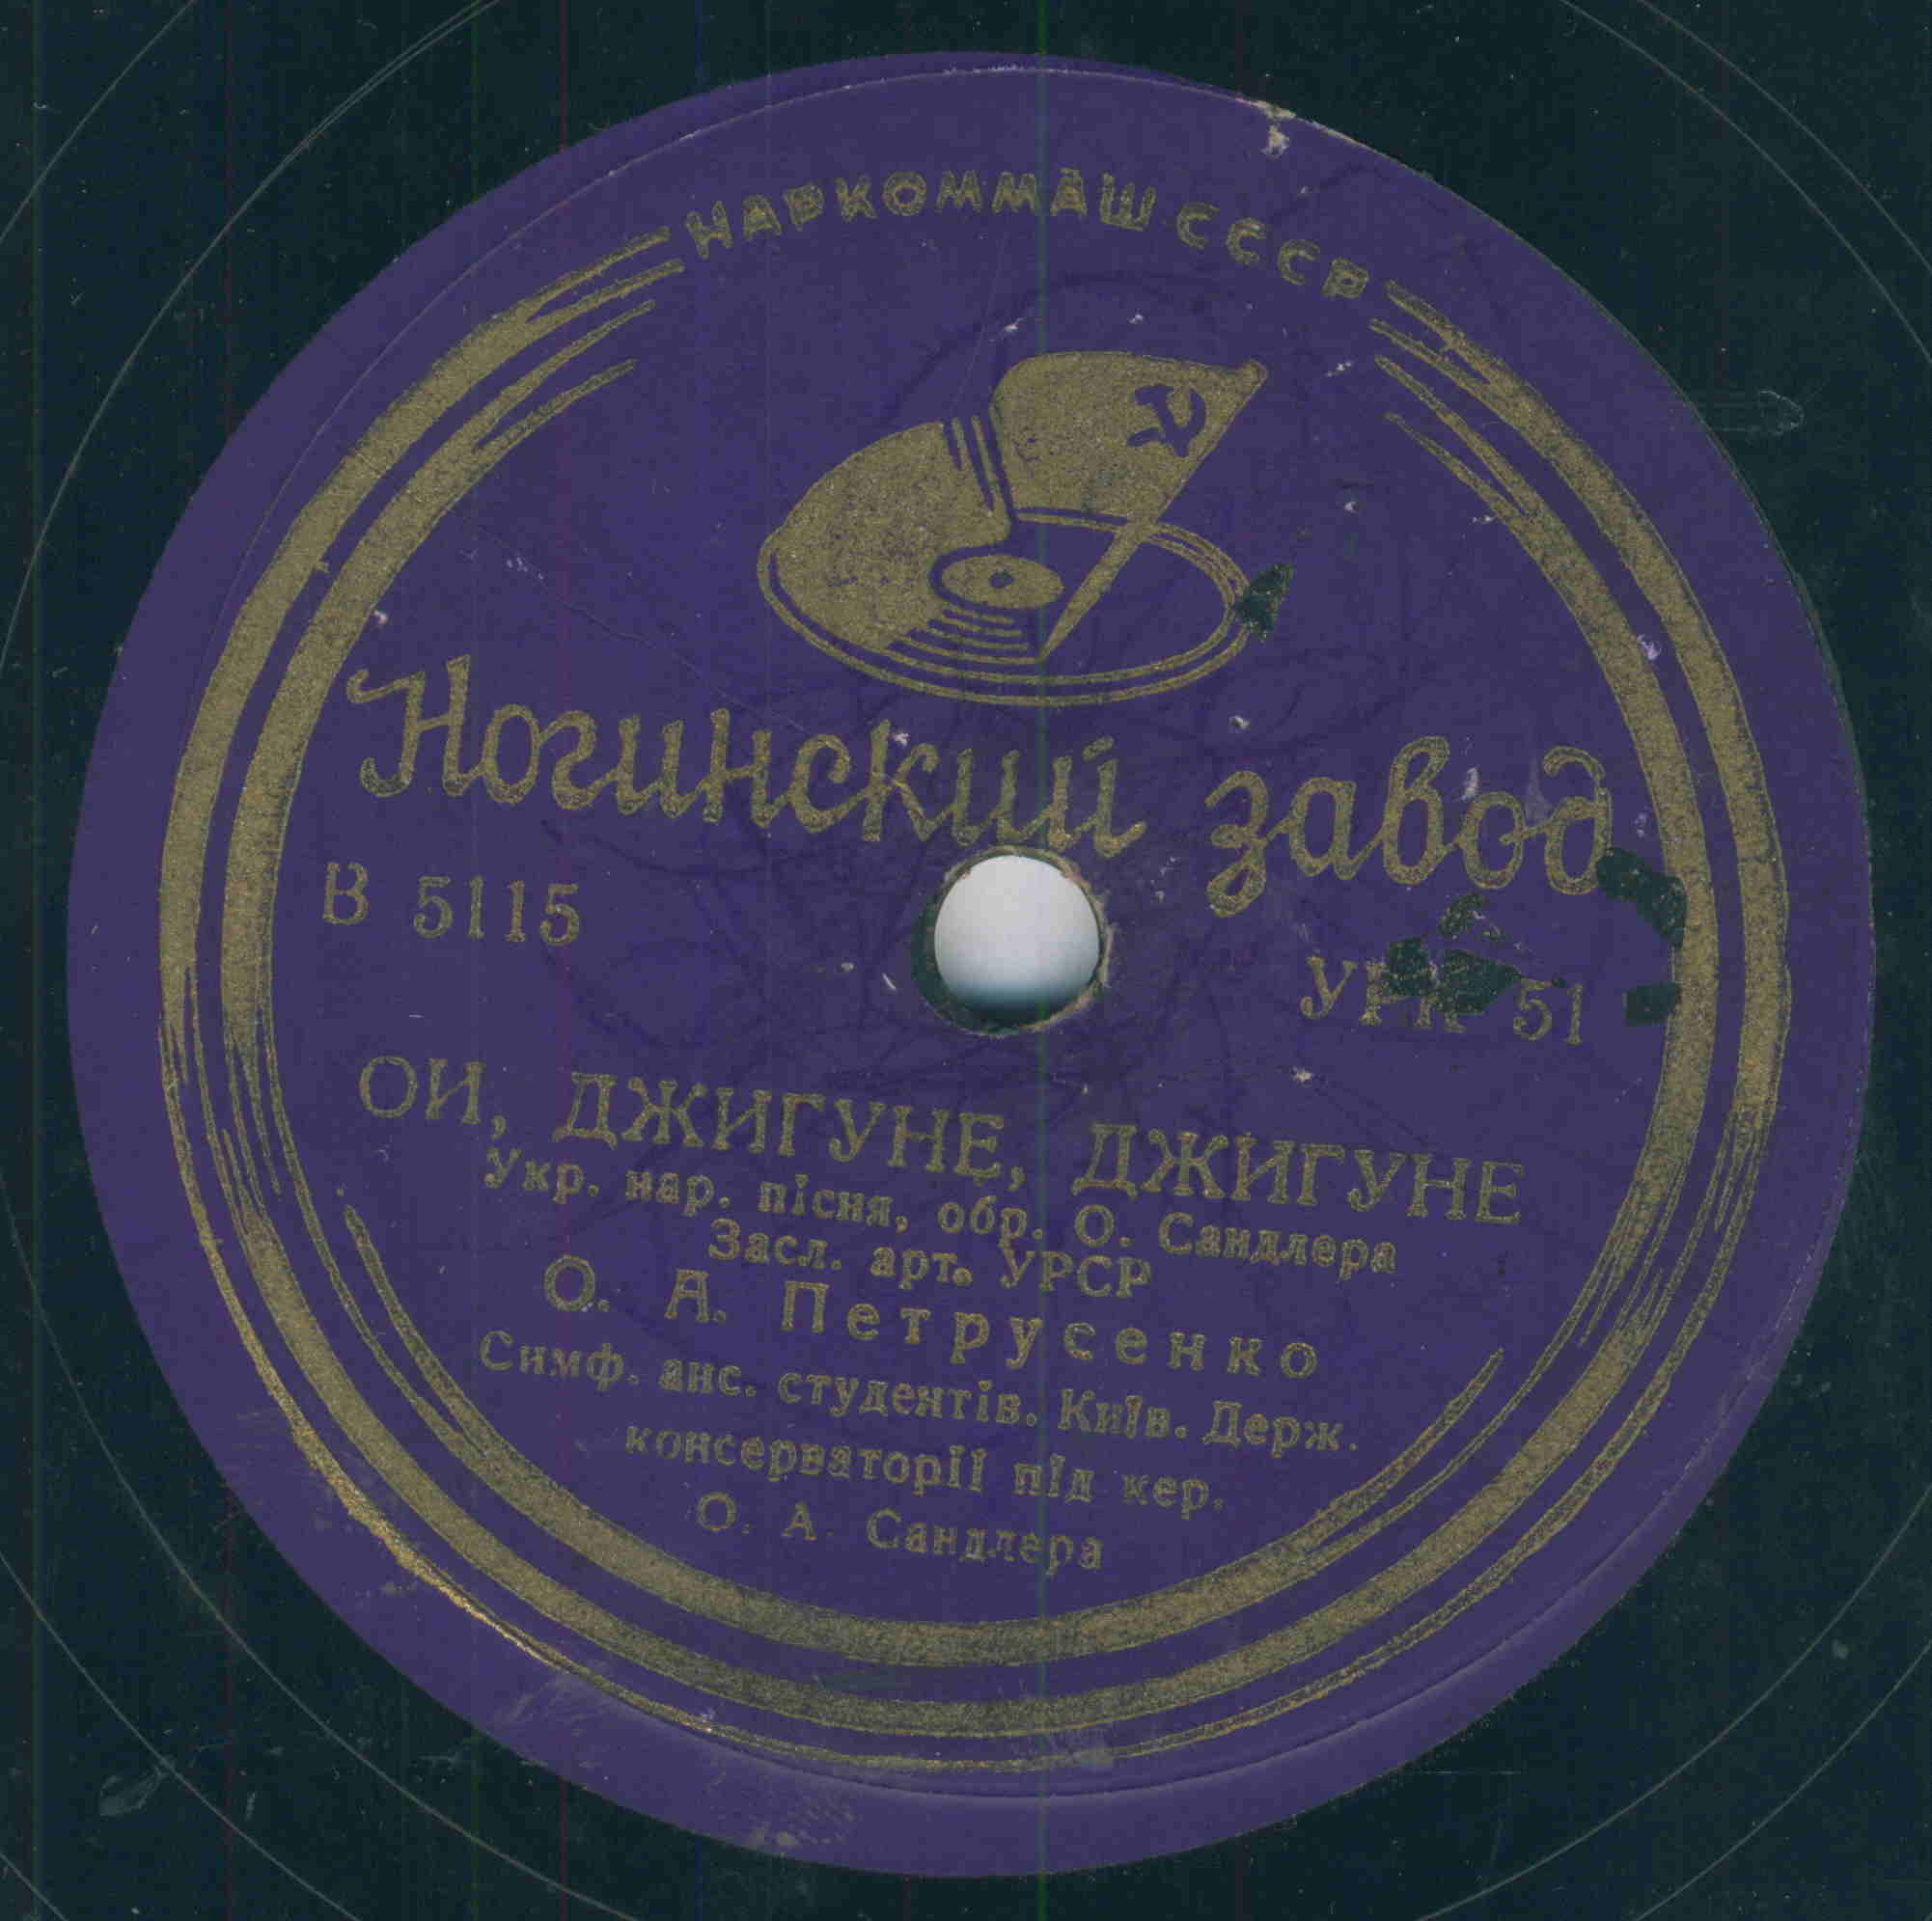 НАРКОММАШ СССР
Ногинский завод
В 5115
УРК 51
ОИ, ДЖИГУНЕ, ДЖИГУНЕ
Укр. нар. пісня, обр. О. Сандлера
Засл. арт. УРСР
О. А. Петрусенко
Симф. анс. студентів. Київ. Держ.
консерваторії під кер.
О. А. Сандлера